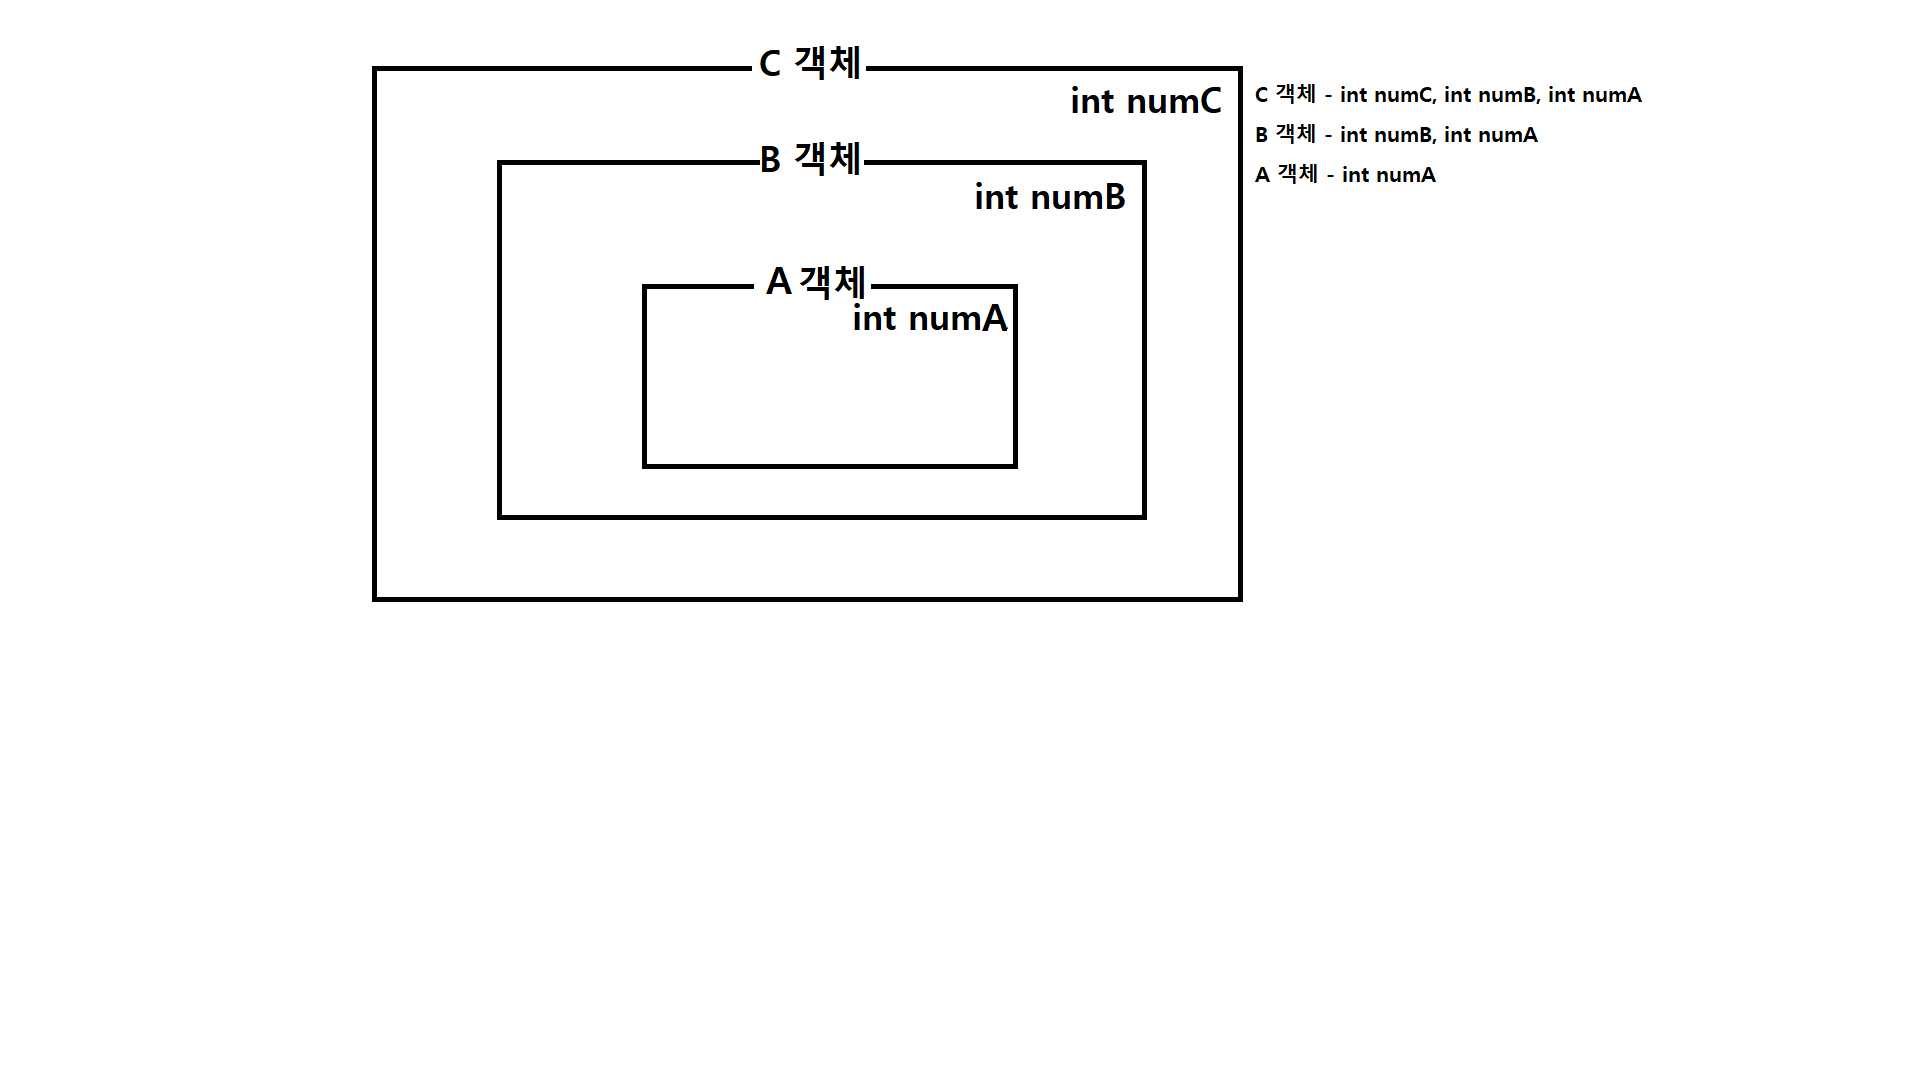 C 객체
int numC
C 객체 - int numC, int numB, int numA
B 객체 - int numB, int numA
A 객체 - int numA
B 객체
int numB
A 객체
int numA